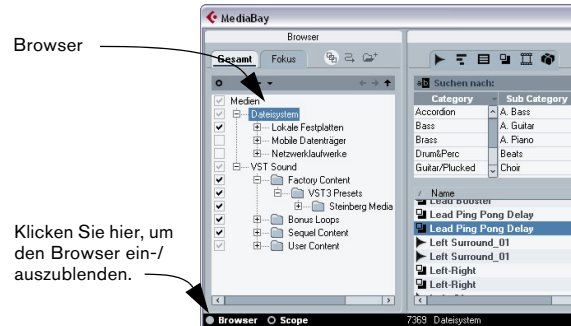 MediaBay
Browser
Browser
Gesamt Fokus
ab Suchen nach:
Medien
Dateisystem
Lokale Festplatten
Mobile Datenträger
Netzwerklaufwerke
VST Sound
Factory Content
VST3 Presets
Steinberg Media
Bonus Loops
Sequel Content
User Content
Category Sub Category
Accordion A. Bass
Bass A. Guitar
Brass A. Piano
Drum&Perc Beats
Guitar/Plucked Choir
Name
Lead Booster
Lead Ping Pong Delay
Lead Ping Pong Delay
Left Surround_01
Left Surround_01
Left-Right
Left-Right
Klicken Sie hier, um
den Browser ein-/
auszublenden.
Browser Scope
7369 Dateisystem